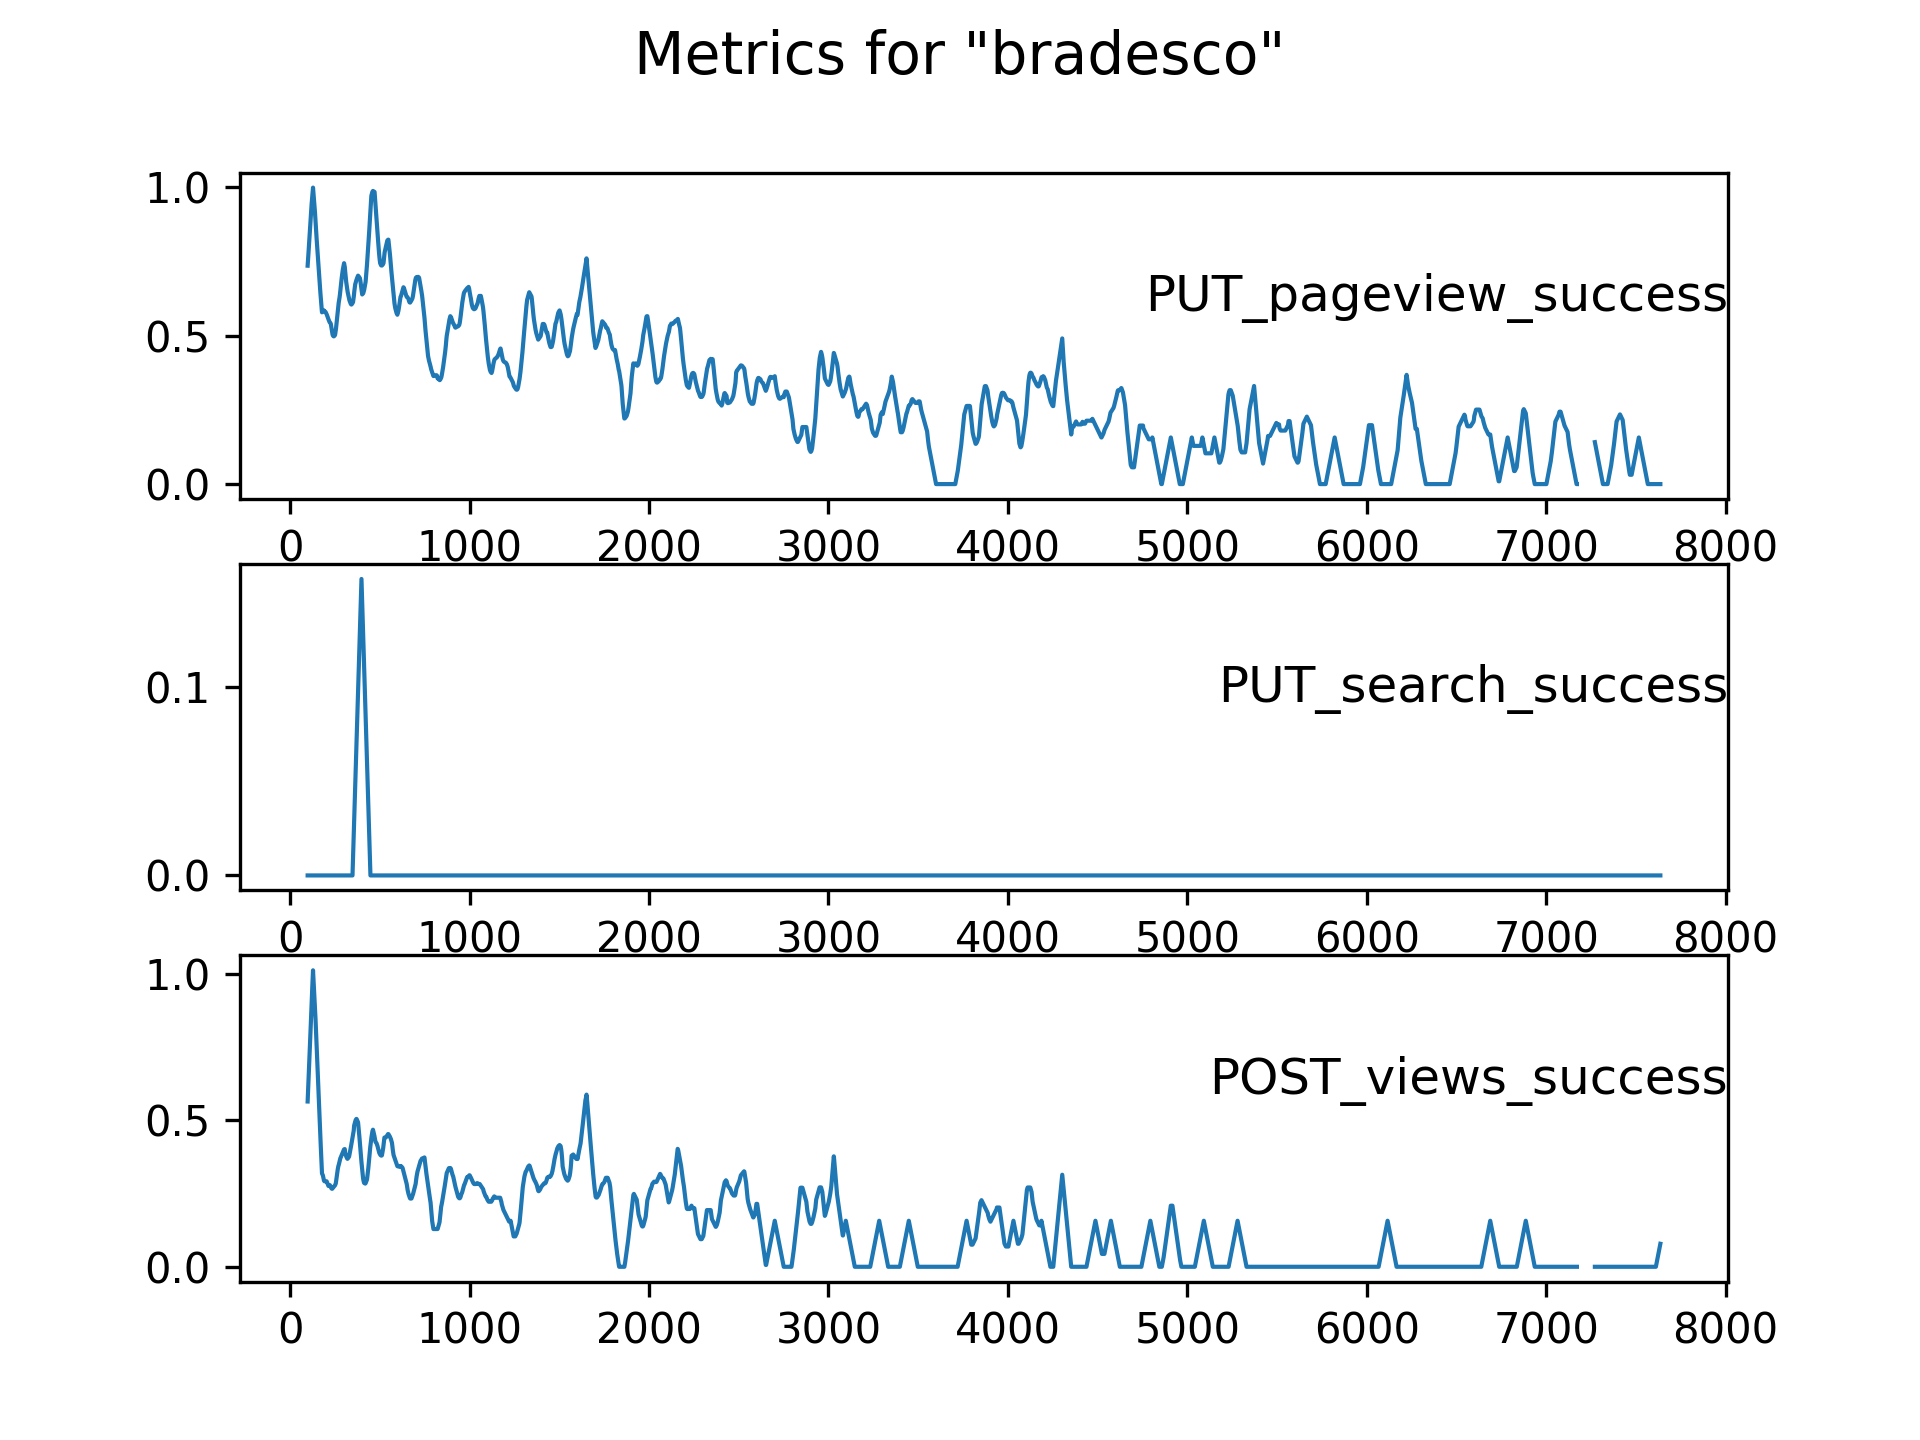 Metrics for "bradesco"
1.0
0.5
0.0
PUT_pageview_success
0 1000 2000 3000 4000 5000 6000 7000 8000
0.1
0.0
PUT_search_success
0 1000 2000 3000 4000 5000 6000 7000 8000
1.0
0.5
0.0
POST_views_success
0 1000 2000 3000 4000 5000 6000 7000 8000